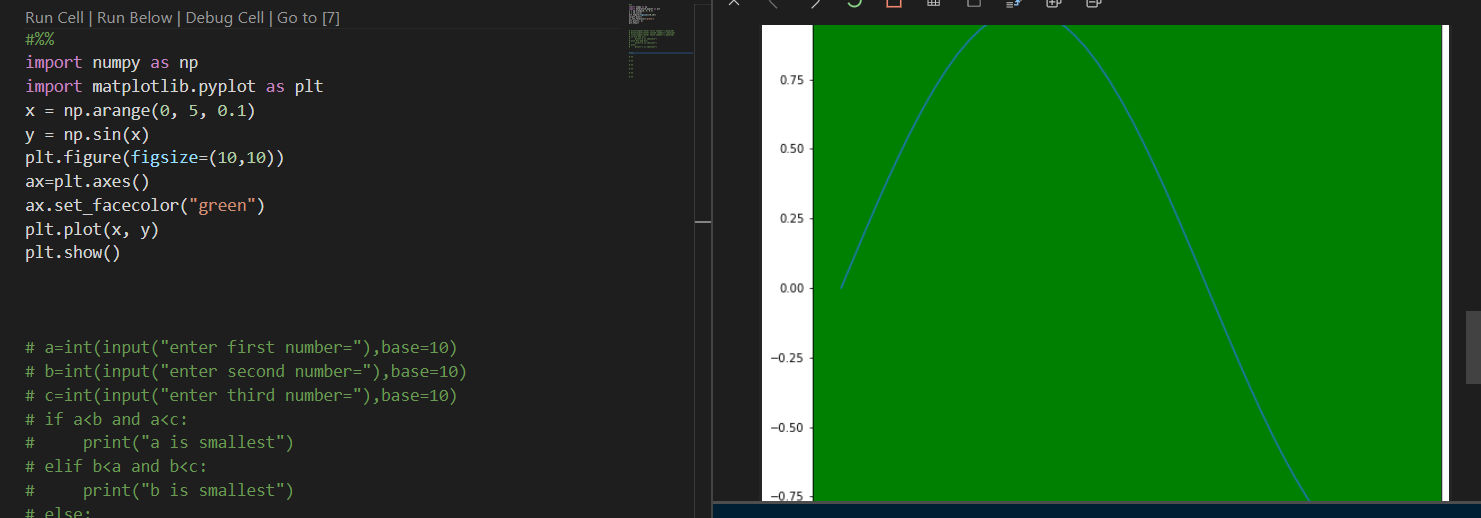 Run Cell | Run Below | Debug Cell | Go to [7]
#%%
import numpy as np
import matplotlib.pyplot as plt
x = np.arange(0, 5, 0.1)
y = np.sin(x)
plt.figure(figsize=(10,10))
ax=plt.axes()
ax.set_facecolor("green")
plt.plot(x, y)
plt.show()
# a=int(input("enter first number="),base=10)
# b=int(input("enter second number="),base=10)
# c=int(input("enter third number="),base=10)
# if a<b and a<c:
#     print("a is smallest")
# elif b<a and b<c:
#     print("b is smallest")
# else:
0.75
0.50
0.25
0.00
−0.25
−0.50
−0.75